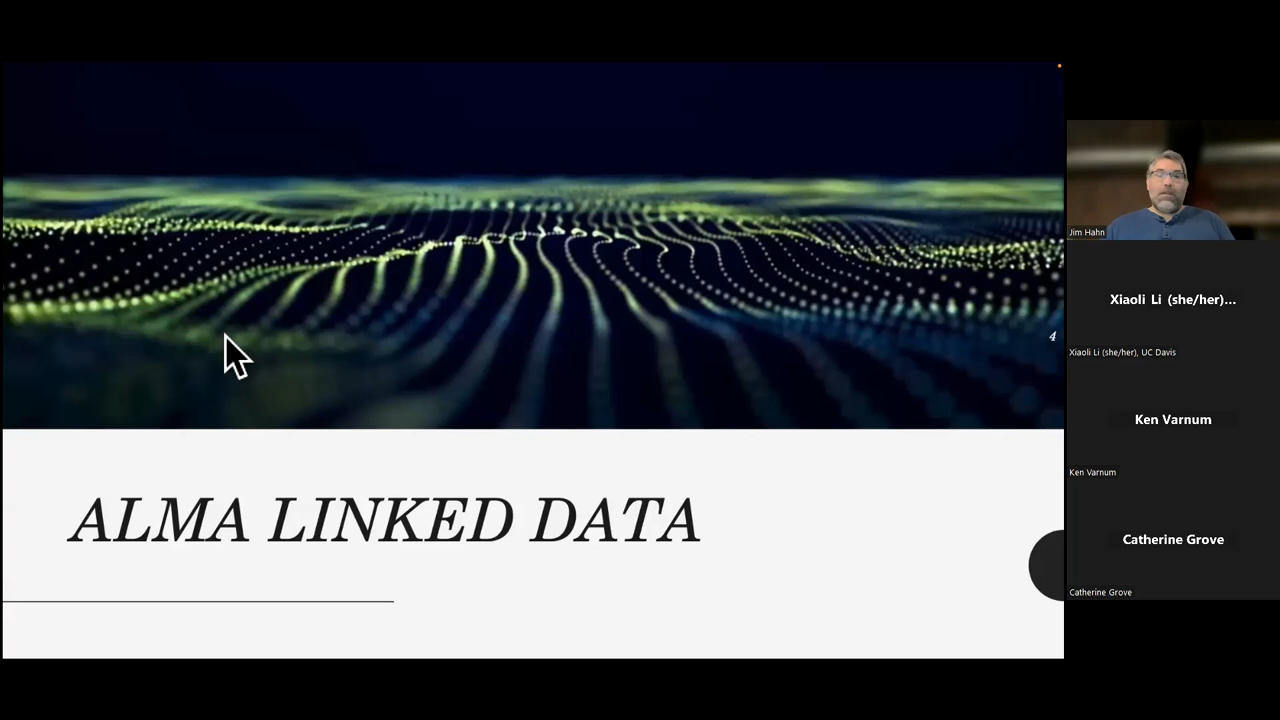 4
ALMA LINKED DATA
Jim Hahn
Xiaoli Li (she/her)...
Xiaoli Li (she/her), UC Davis
Ken Varnum
Ken Varnum
Catherine Grove
Catherine Grove